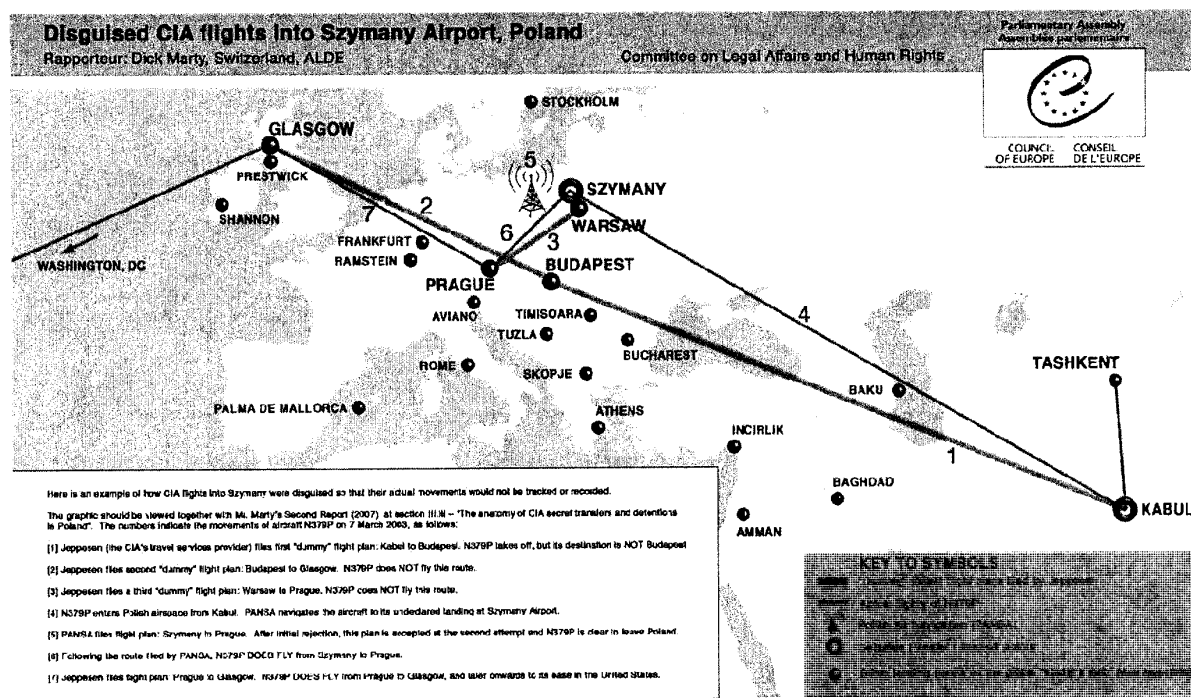 Disguised CIA flights into Szymany Airport, Poland
Rapporteur: Dick Marty, Switzerland, ALDE
Committee on Legal Affairs and Human Rights
Parliamentary Assembly
Assemblée parlementaire
COUNCIL OF EUROPE
CONSEIL DE L'EUROPE
STOCKHOLM
GLASGOW
PRESTWICK
5
SZYMANY
SHANNON
7
2
WARSAW
6
3
FRANKFURT
WASHINGTON, DC
RAMSTEIN
BUDAPEST
PRAGUE
4
AVIANO
TIMISOARA
TUZLA
BUCHAREST
ROME
SKOPJE
TASHKENT
BAKU
PALMA DE MALLORCA
ATHENS
INCIRLIK
1
BAGHDAD
KABUL
AMMAN
Here is an example of how CIA flights into Szymany were disguised so that their actual movements would not be tracked or recorded.
The graphic should be viewed together with Mr. Marty's Second Report (2007) at section III.iii – "The anatomy of CIA secret transfers and detentions
in Poland". The numbers indicate the movements of aircraft N379P on 7 March 2003, as follows:
[1] Jeppesen (the CIA's travel services provider) files first "dummy" flight plan: Kabul to Budapest. N379P takes off, but its destination is NOT Budapest
[2] Jeppesen files second "dummy" flight plan: Budapest to Glasgow. N379P does NOT fly this route.
[3] Jeppesen files a third "dummy" flight plan: Warsaw to Prague. N379P does NOT fly this route.
[4] N379P enters Polish airspace from Kabul. PANSA navigates the aircraft to its undeclared landing at Szymany Airport.
[5] PANSA files flight plan: Szymany to Prague. After initial rejection, this plan is accepted at the second attempt and N379P is clear to leave Poland.
[6] Following the route filed by PANSA, N379P DOES FLY from Szymany to Prague.
[7] Jeppesen files flight plan: Prague to Glasgow. N379P DOES FLY from Prague to Glasgow, and later onwards to its base in the United States.
KEY TO SYMBOLS